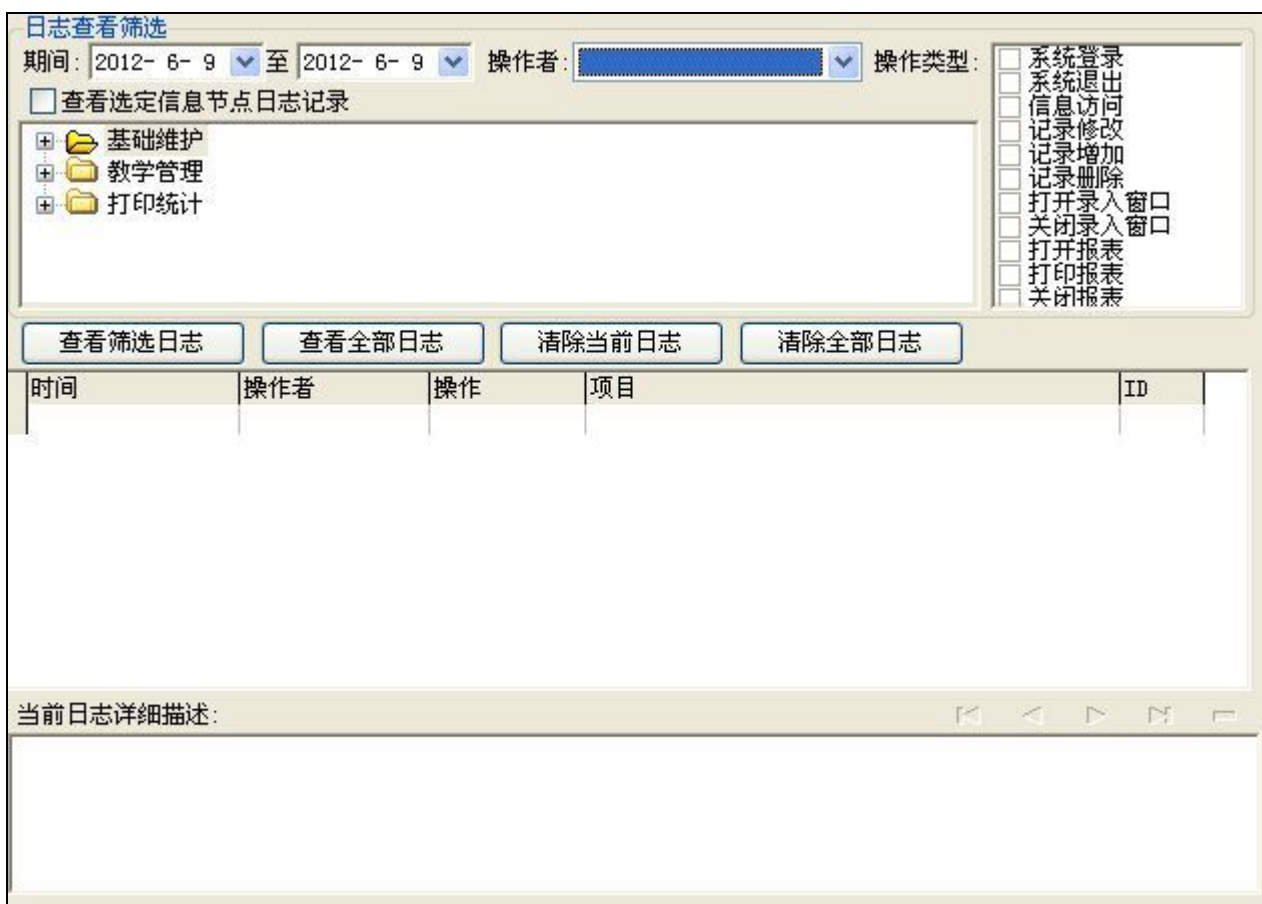 日志查看筛选
期间: 2012- 6- 9 至 2012- 6- 9 操作者: 操作类型:
系统登录
系统退出
信息访问
记录修改
记录增加
记录删除
打开录入窗口
关闭录入窗口
打开报表
打印报表
关闭报表
查看选定信息节点日志记录
基础维护
教学管理
打印统计
查看筛选日志 查看全部日志 清除当前日志 清除全部日志
时间 操作者 操作 项目 ID
当前日志详细描述: